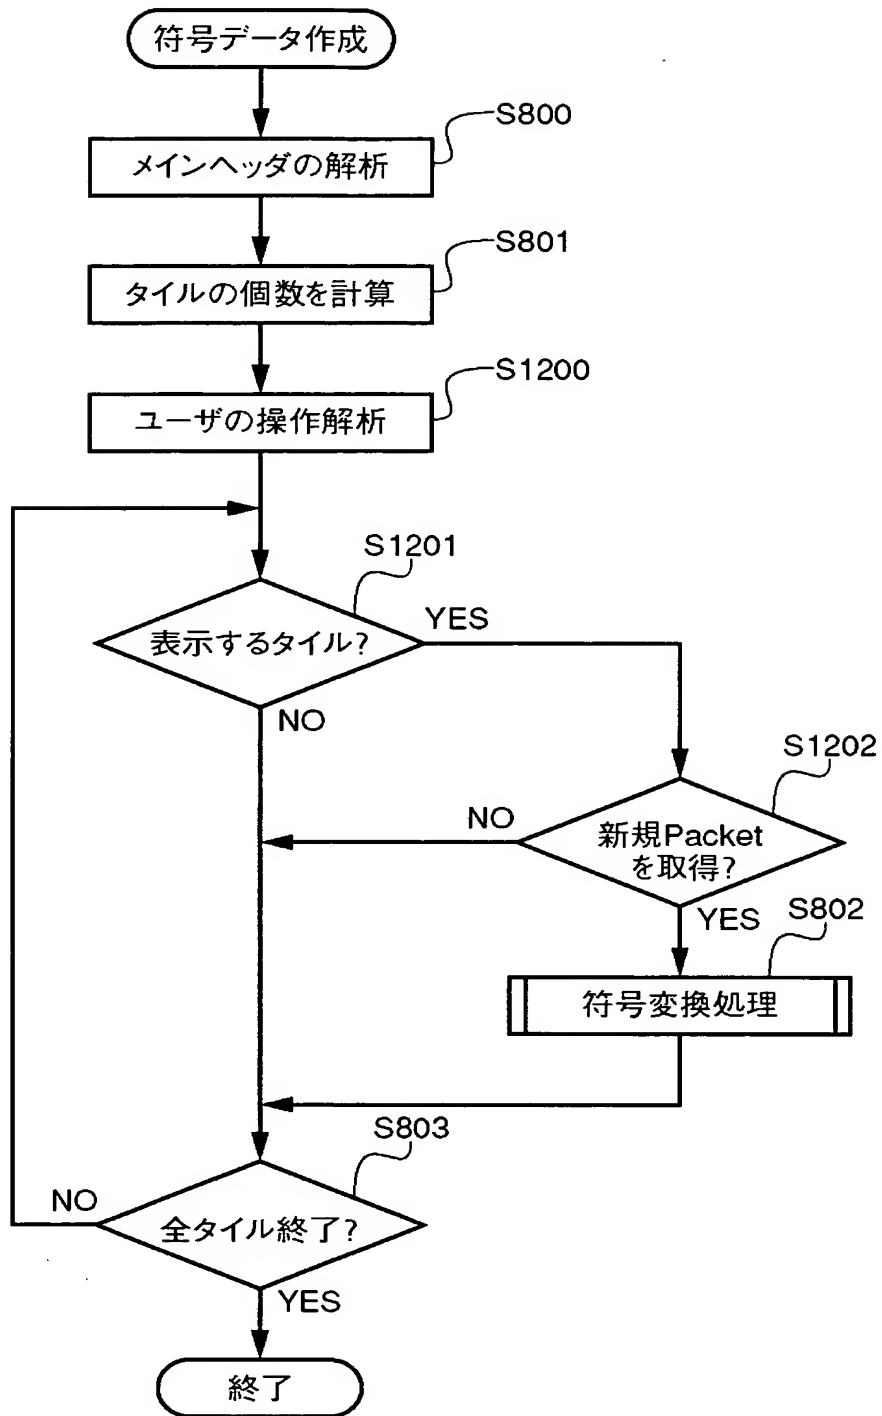 符号データ作成
S800
メインヘッダの解析
S801
タイルの個数を計算
S1200
ユーザの操作解析
S1201
表示するタイル?
YES
NO
S1202
新規Packet
を取得?
NO
YES
S802
符号変換処理
S803
全タイル終了?
NO
YES
終了